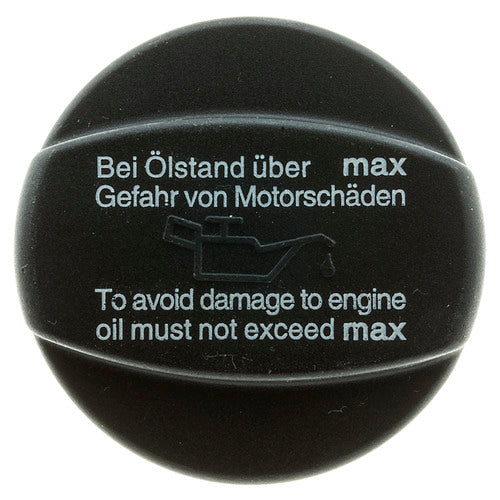 Bei Ölstand über max
Gefahr von Motorschäden
To avoid damage to engine
oil must not exceed max